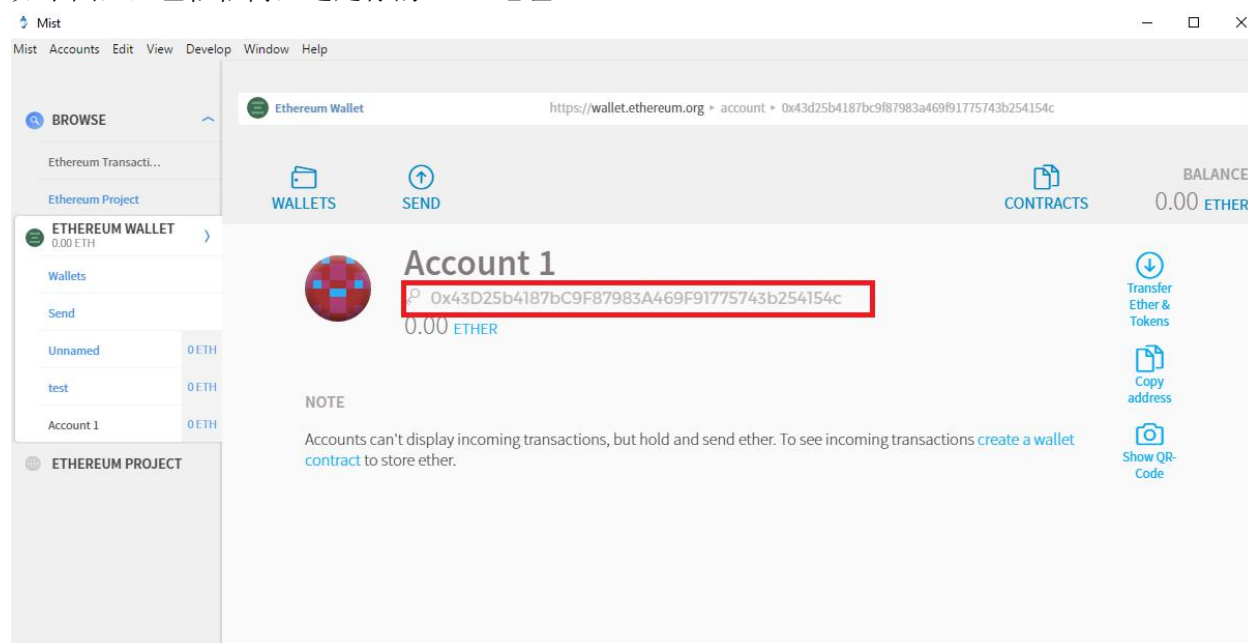 Mist
Mist Accounts Edit View Develop Window Help
BROWSE
Ethereum Transacti...
Ethereum Project
ETHEREUM WALLET
0.00 ETH
Wallets
Send
Unnamed 0 ETH
test 0 ETH
Account 1 0 ETH
ETHEREUM PROJECT
Ethereum Wallet https://wallet.ethereum.org ▸ account ▸ 0x43d25b4187bc9f87983a469f91775743b254154c
WALLETS SEND CONTRACTS
BALANCE
0.00 ETHER
Account 1
0x43D25b4187bC9F87983A469F91775743b254154c
0.00 ETHER
NOTE
Accounts can't display incoming transactions, but hold and send ether. To see incoming transactions create a wallet
contract to store ether.
Transfer
Ether &
Tokens
Copy
address
Show QR-
Code